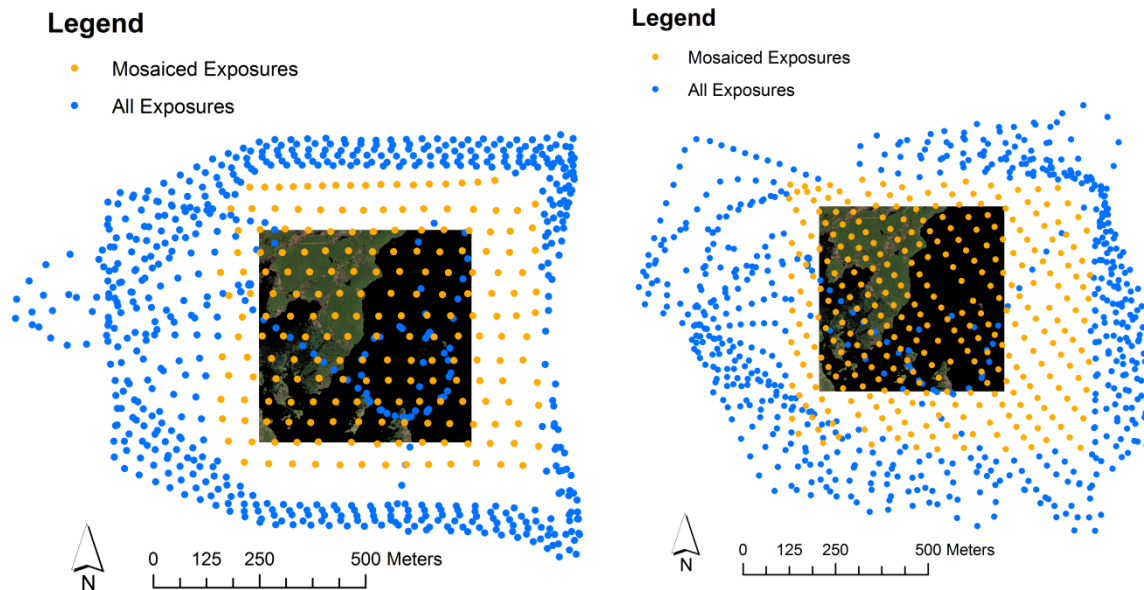 Legend
Mosaiced Exposures
All Exposures
N
0 125 250 500 Meters
Legend
Mosaiced Exposures
All Exposures
N
0 125 250 500 Meters